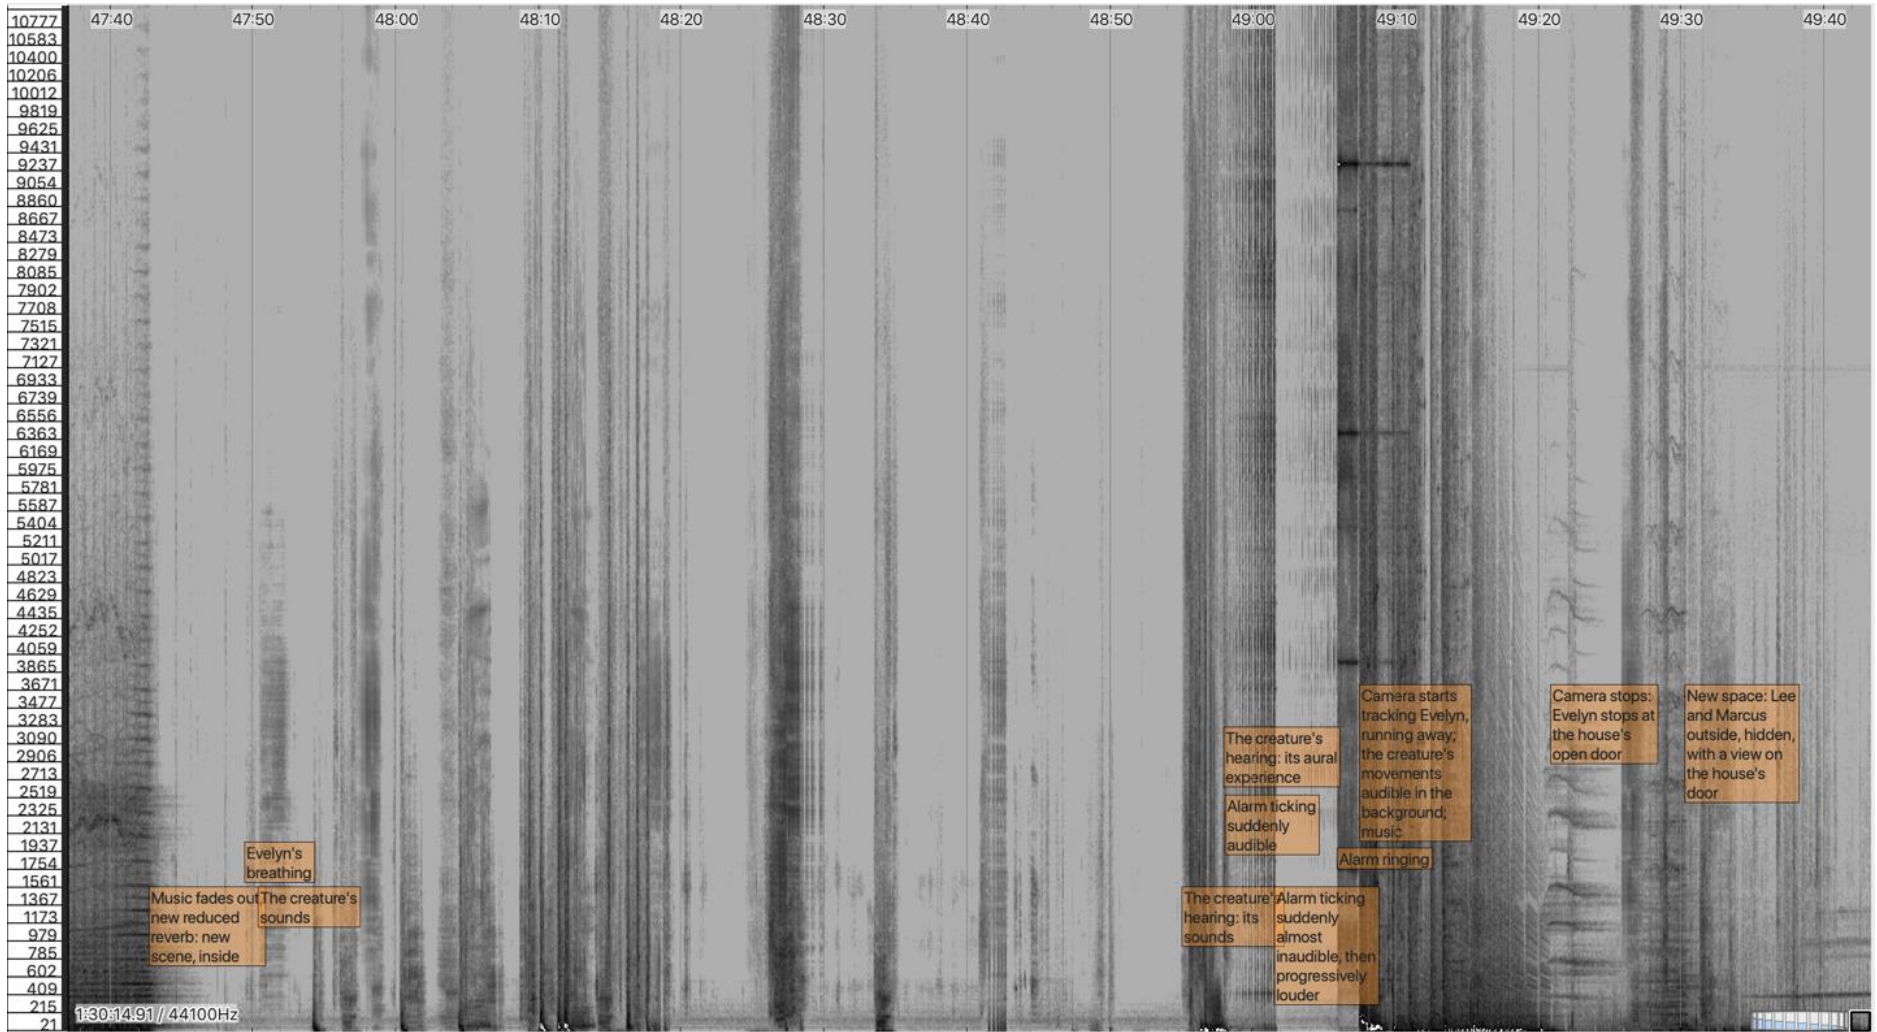 47:40 47:50 48:00 48:10 48:20 48:30 48:40 48:50 49:00 49:10 49:20 49:30 49:40
10777
10583
10400
10206
10012
9819
9625
9431
9237
9054
8860
8667
8473
8279
8085
7902
7708
7515
7321
7127
6933
6739
6556
6363
6169
5975
5781
5587
5404
5211
5017
4823
4629
4435
4252
4059
3865
3671
3477
3283
3090
2906
2713
2519
2325
2131
1937
1754
1561
1367
1173
979
785
602
409
215
21
Music fades out
new reduced
reverb: new
scene, inside
Evelyn's
breathing
The creature's
sounds
The creature's
hearing: its
sounds
The creature's
hearing: its aural
experience
Alarm ticking
suddenly
audible
Alarm ticking
suddenly
almost
inaudible, then
progressively
louder
Alarm ringing
Camera starts
tracking Evelyn,
running away;
the creature's
movements
audible in the
background;
music
Camera stops:
Evelyn stops at
the house's
open door
New space: Lee
and Marcus
outside, hidden,
with a view on
the house's
door
1:30:14.91 / 44100Hz